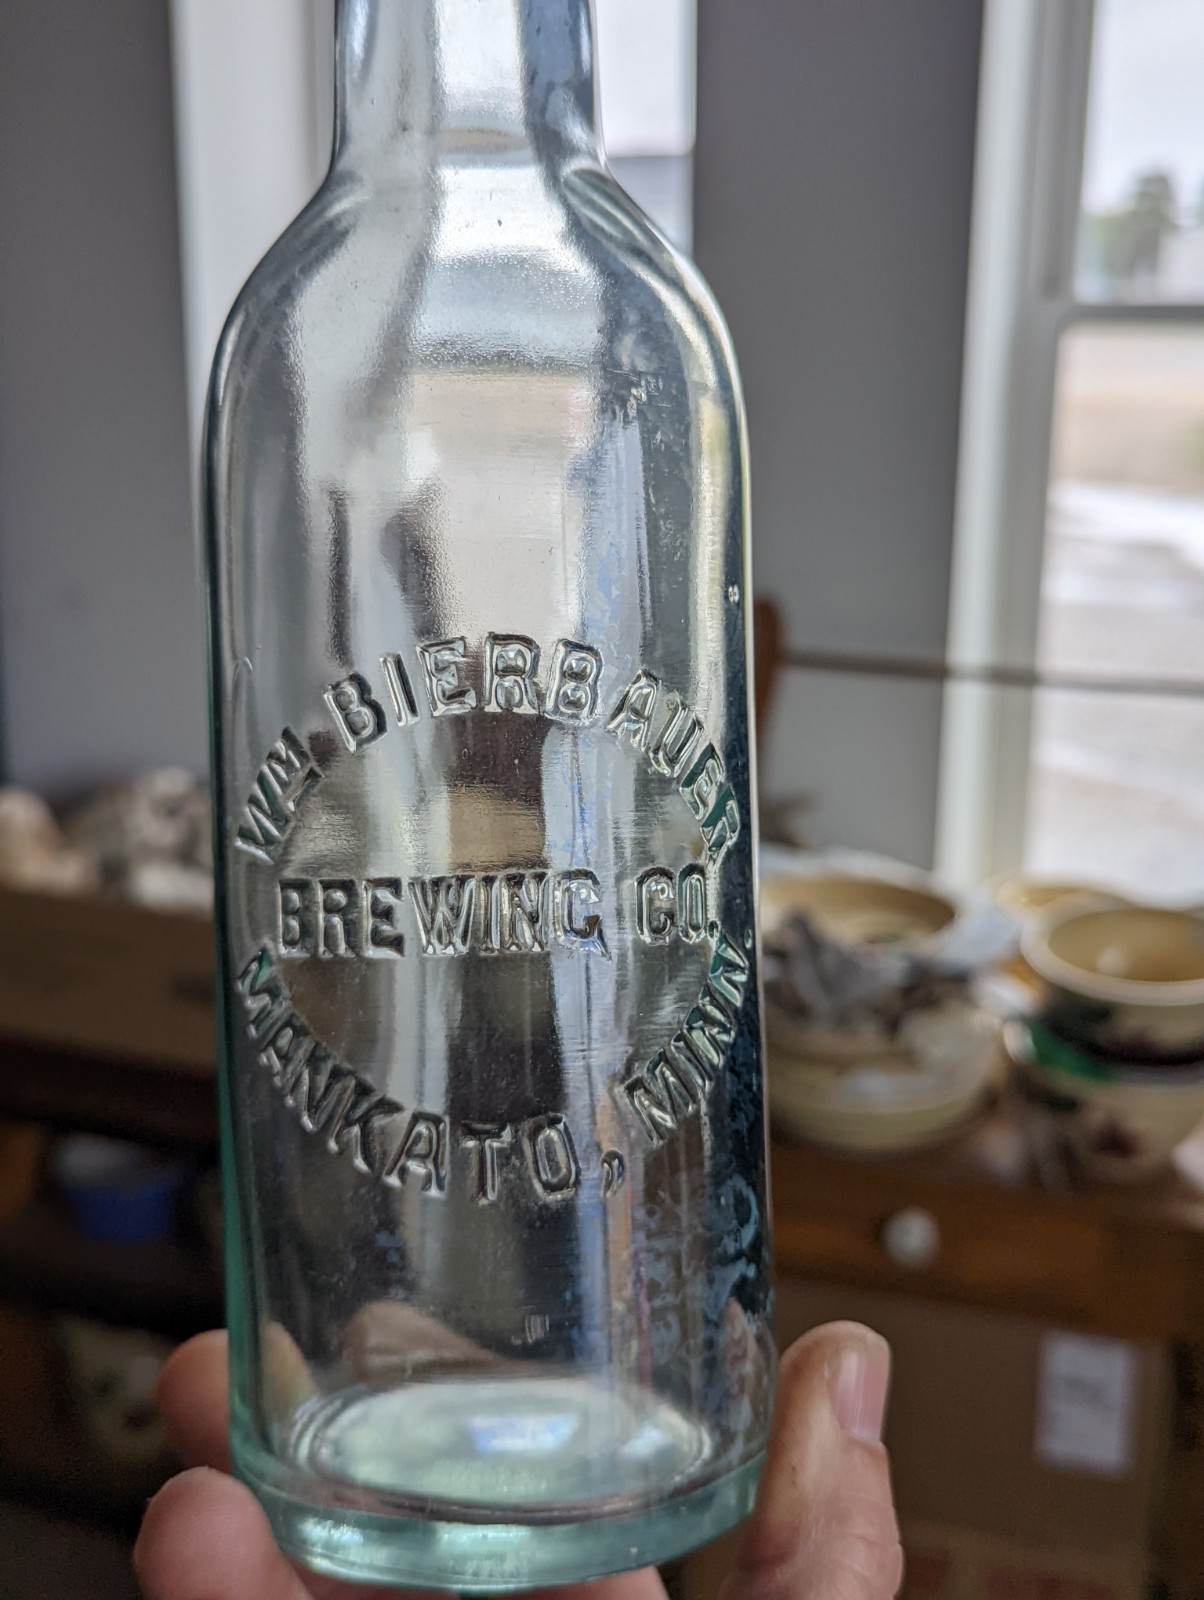 WM BIERBAUER
BREWING CO.
MANKATO, MINN.